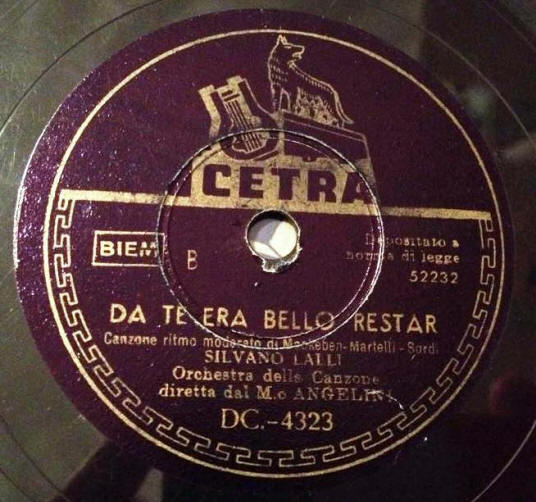 CETRA
BIEM
B
Depositato a
norma di legge
52232
DA TE ERA BELLO RESTAR
Canzone ritmo moderato di Mackeben-Martelli-Sordi
SILVANO LALLI
Orchestra della Canzone
diretta dal M.o ANGELINI
DC.-4323